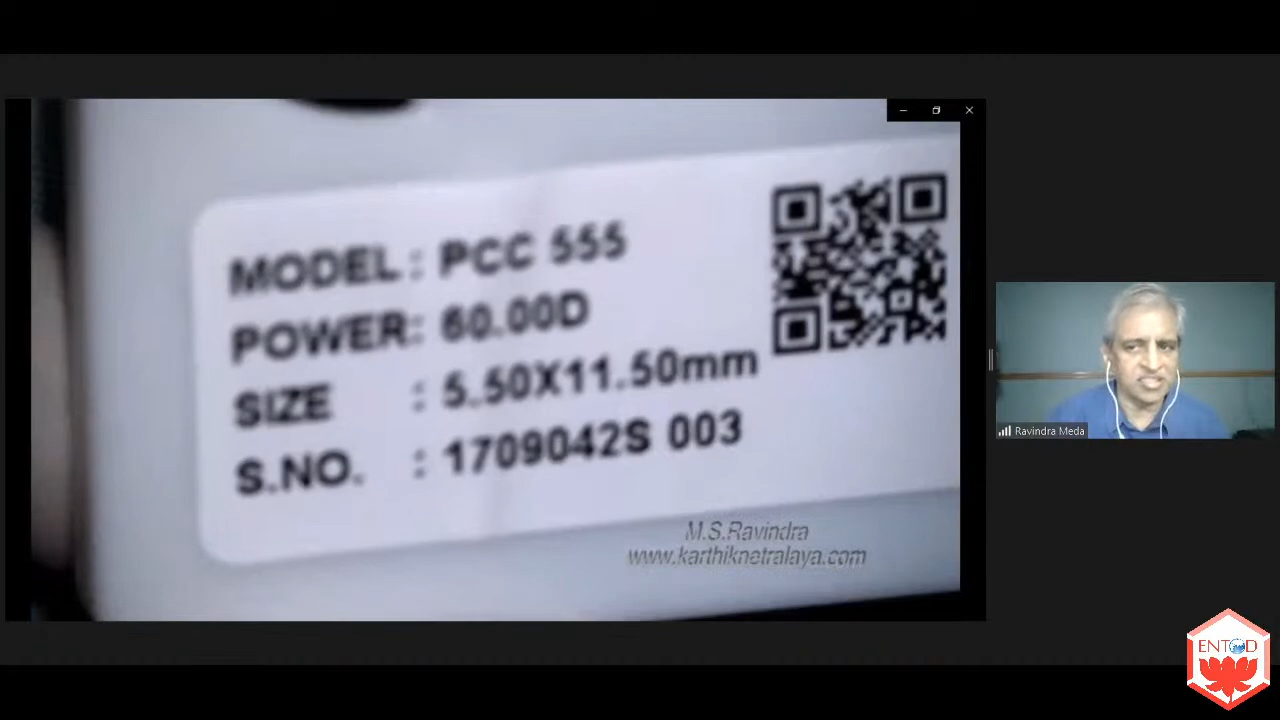 MODEL : PCC 555
POWER: 60.00D
SIZE : 5.50X11.50mm
S.NO. : 1709042S 003
M.S.Ravindra
www.karthiknetralaya.com
Ravindra Meda
ENTOD